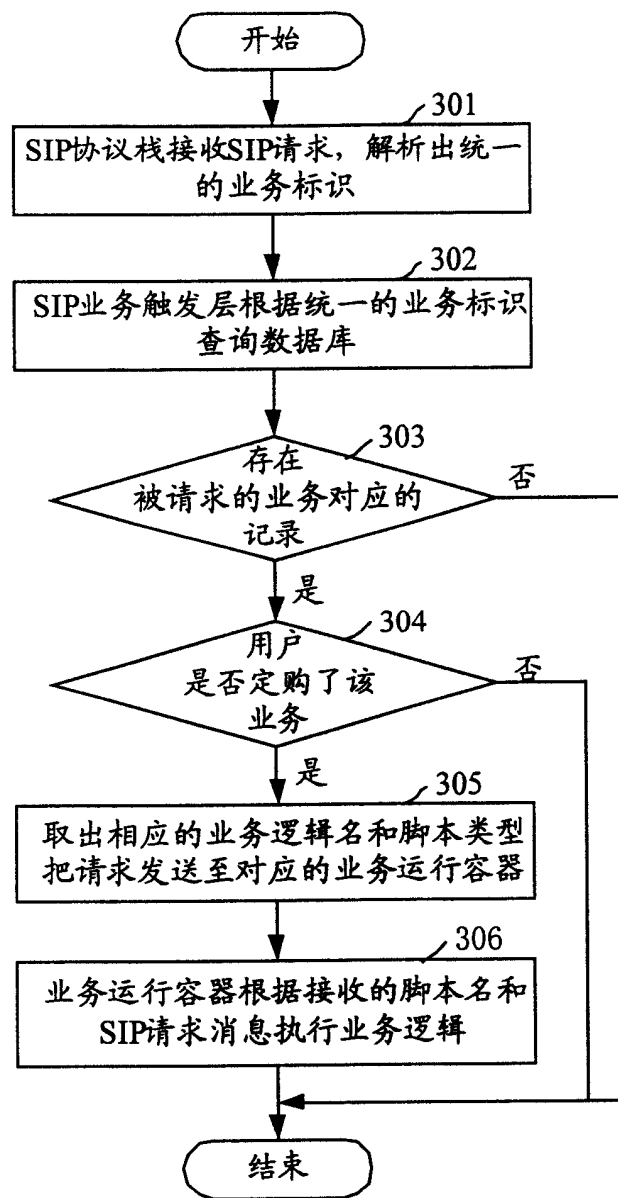 开始
301
SIP协议栈接收SIP请求，解析出统一
的业务标识
302
SIP业务触发层根据统一的业务标识
查询数据库
303
存在
被请求的业务对应的
记录
否
是
304
用户
是否定购了该
业务
否
是
305
取出相应的业务逻辑名和脚本类型
把请求发送至对应的业务运行容器
306
业务运行容器根据接收的脚本名和
SIP请求消息执行业务逻辑
结束